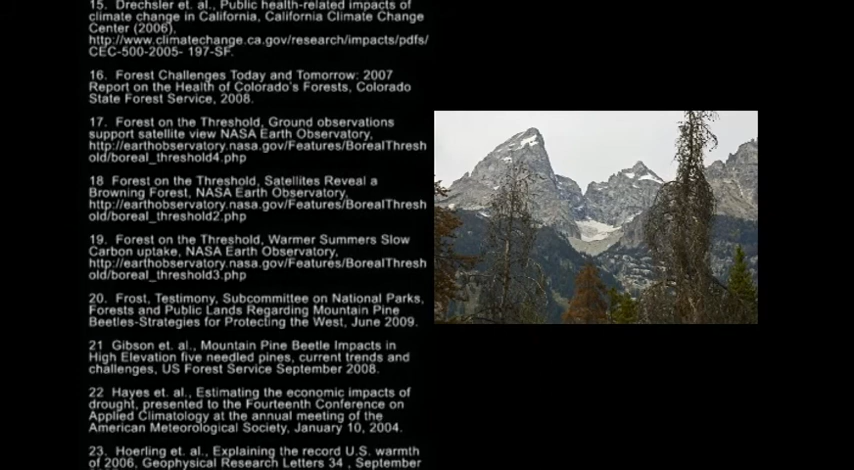 15. Drechsler et. al., Public health-related impacts of
climate change in California, California Climate Change
Center (2006),
http://www.climatechange.ca.gov/research/impacts/pdfs/
CEC-500-2005- 197-SF.
16. Forest Challenges Today and Tomorrow: 2007
Report on the Health of Colorado's Forests, Colorado
State Forest Service, 2008.
17. Forest on the Threshold, Ground observations
support satellite view NASA Earth Observatory,
http://earthobservatory.nasa.gov/Features/BorealThresh
old/boreal_threshold4.php
18 Forest on the Threshold, Satellites Reveal a
Browning Forest, NASA Earth Observatory,
http://earthobservatory.nasa.gov/Features/BorealThresh
old/boreal_threshold2.php
19. Forest on the Threshold, Warmer Summers Slow
Carbon uptake, NASA Earth Observatory,
http://earthobservatory.nasa.gov/Features/BorealThresh
old/boreal_threshold3.php
20. Frost, Testimony, Subcommittee on National Parks,
Forests and Public Lands Regarding Mountain Pine
Beetles-Strategies for Protecting the West, June 2009.
21 Gibson et. al., Mountain Pine Beetle Impacts in
High Elevation five needled pines, current trends and
challenges, US Forest Service September 2008.
22 Hayes et. al., Estimating the economic impacts of
drought, presented to the Fourteenth Conference on
Applied Climatology at the annual meeting of the
American Meteorological Society, January 10, 2004.
23. Hoerling et. al., Explaining the record U.S. warmth
of 2006, Geophysical Research Letters 34 , September